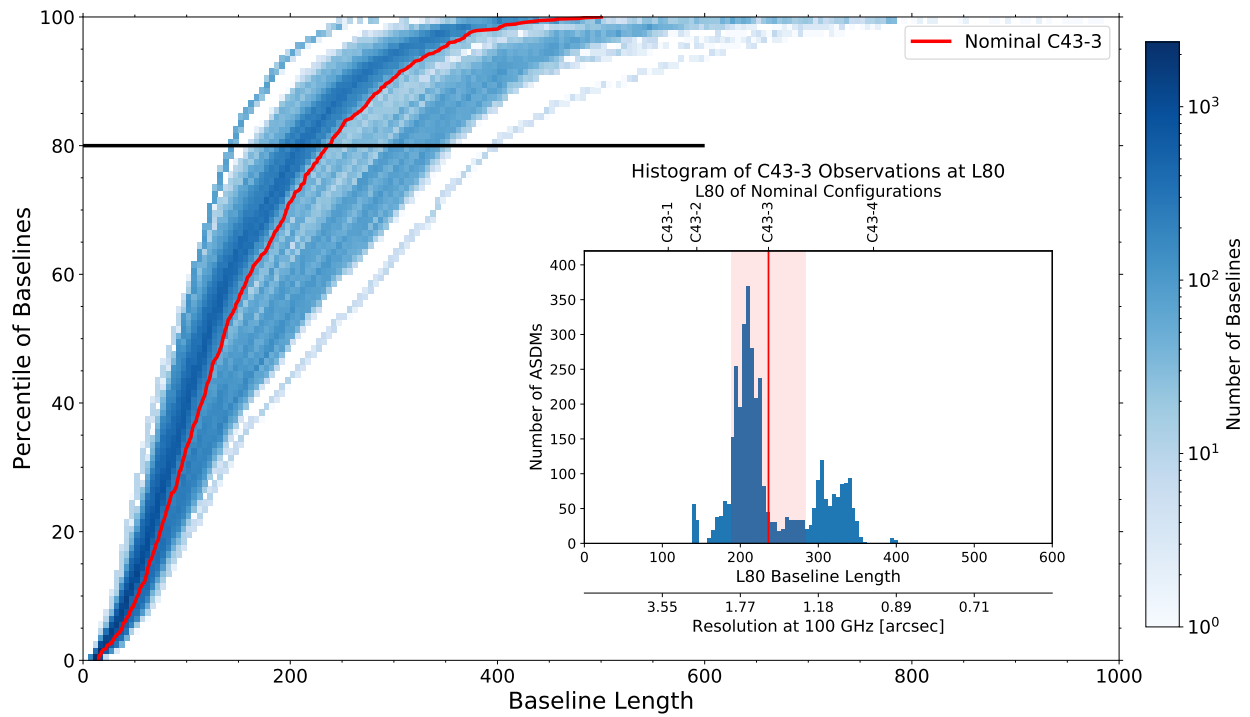 100
80
60
40
20
0
Percentile of Baselines
0 200 400 600 800 1000
Baseline Length
Nominal C43-3
Histogram of C43-3 Observations at L80
L80 of Nominal Configurations
C43-1 C43-2 C43-3 C43-4
400
350
300
250
200
150
100
50
0
Number of ASDMs
0 100 200 300 400 500 600
L80 Baseline Length
3.55 1.77 1.18 0.89 0.71
Resolution at 100 GHz [arcsec]
10³
10²
10¹
10⁰
Number of Baselines